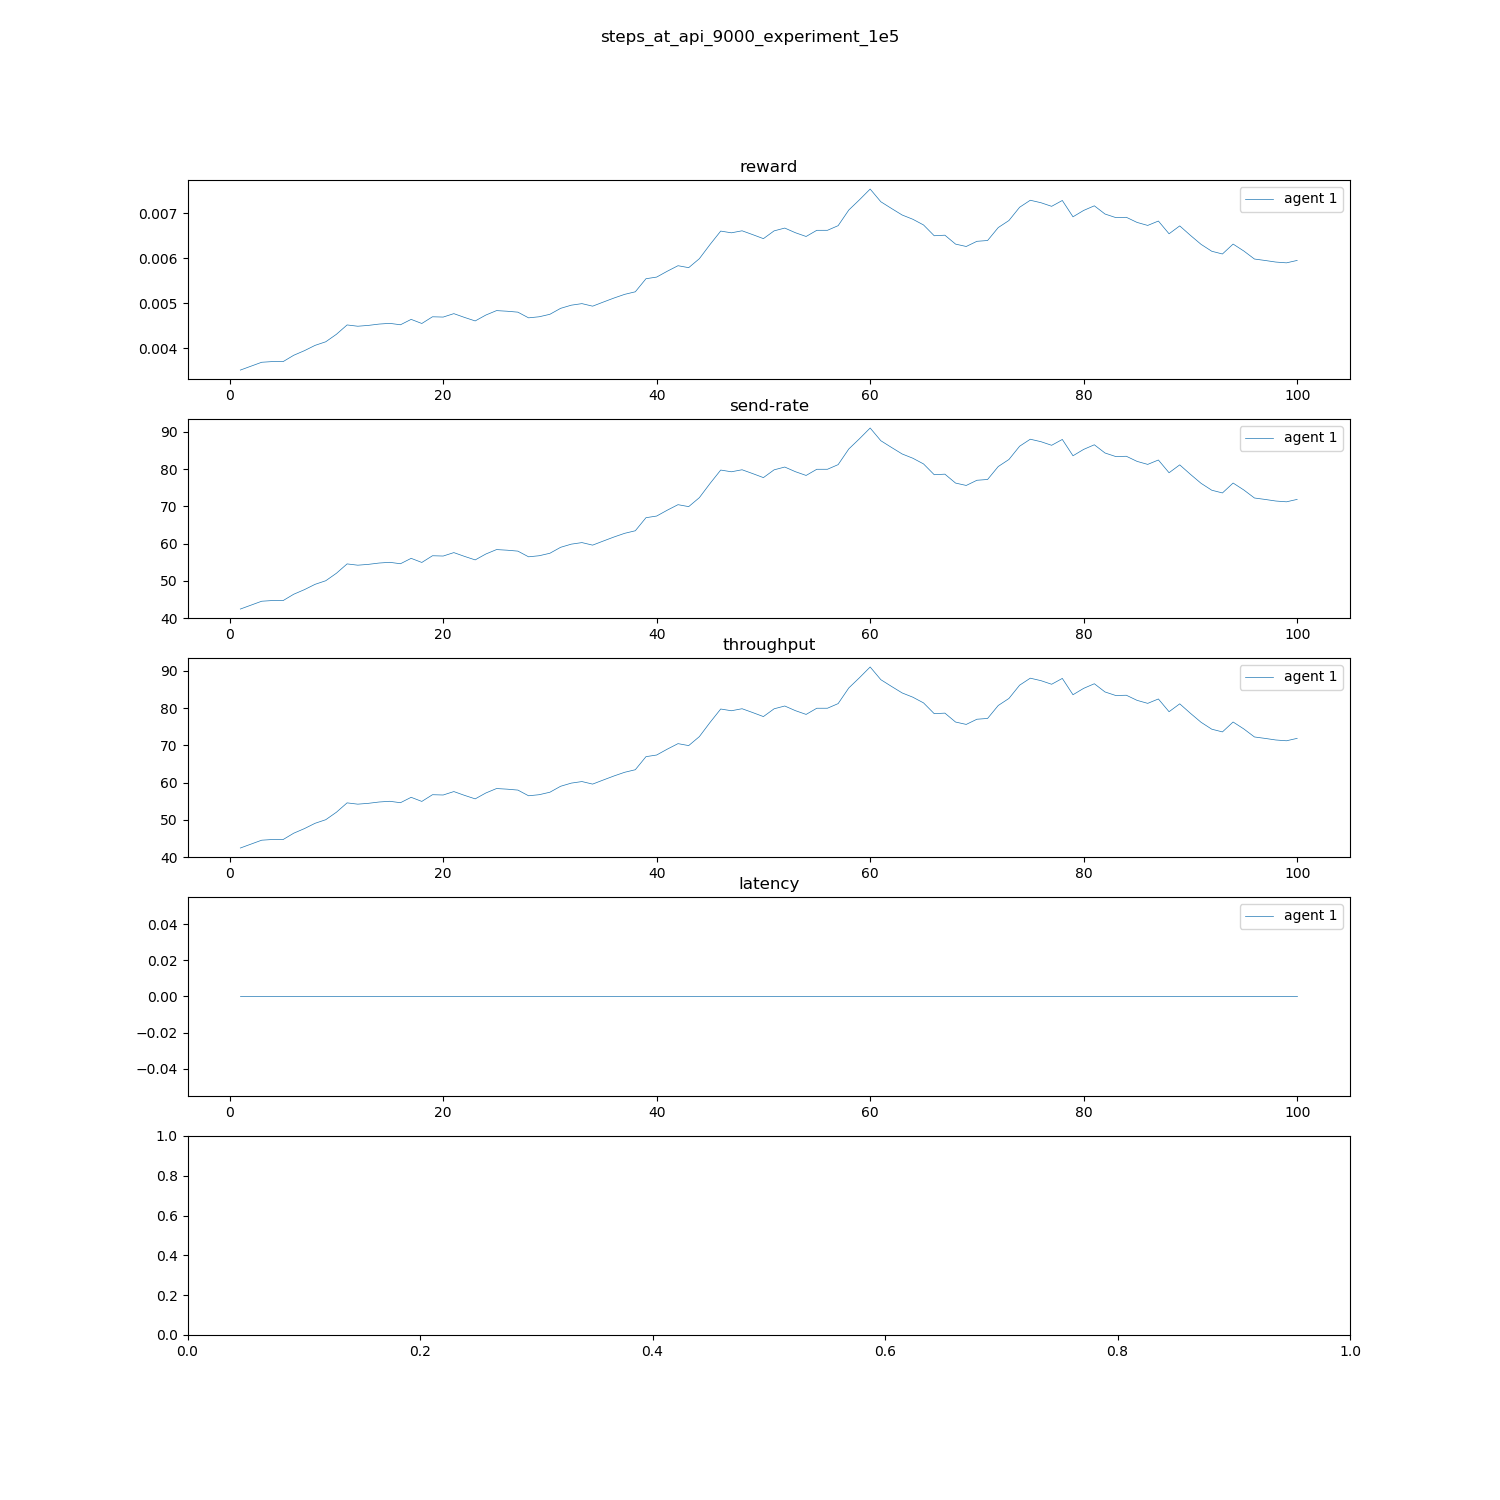 steps_at_api_9000_experiment_1e5
reward
agent 1
0.007
0.006
0.005
0.004
0 20 40 60 80 100
send-rate
agent 1
90
80
70
60
50
40
0 20 40 60 80 100
throughput
agent 1
90
80
70
60
50
40
0 20 40 60 80 100
latency
agent 1
0.04
0.02
0.00
−0.02
−0.04
0 20 40 60 80 100
1.0
0.8
0.6
0.4
0.2
0.0
0.0 0.2 0.4 0.6 0.8 1.0